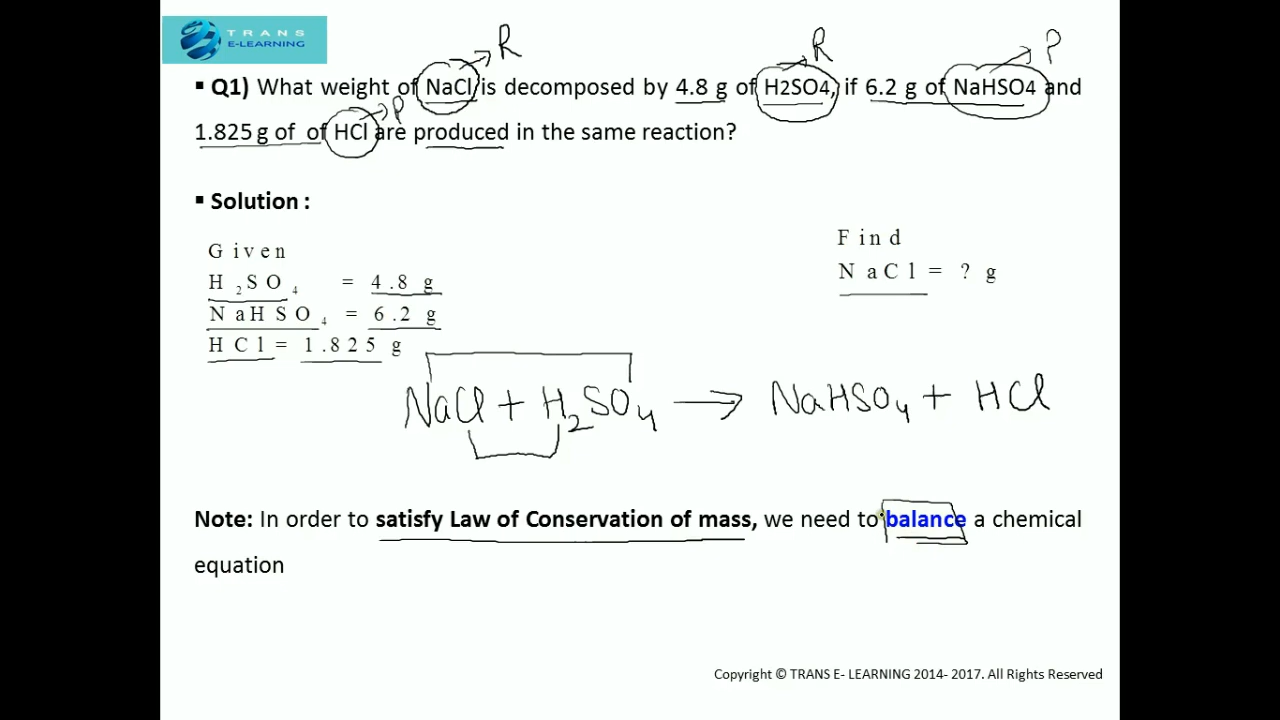 TRANS
E-LEARNING
R
R
P
▪ Q1) What weight of NaCl is decomposed by 4.8 g of H2SO4, if 6.2 g of NaHSO4 and
P
1.825 g of of HCl are produced in the same reaction?
▪ Solution :
Given
H₂SO₄ = 4.8 g
NaHSO₄ = 6.2 g
HCl = 1.825 g
Find
NaCl = ? g
NaCl + H₂SO₄ → NaHSO₄ + HCl
Note: In order to satisfy Law of Conservation of mass, we need to balance a chemical
equation
Copyright © TRANS E- LEARNING 2014- 2017. All Rights Reserved